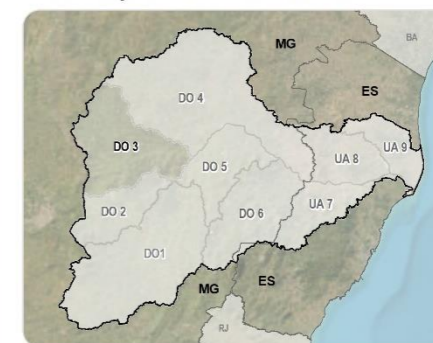 MG
BA
ES
DO 4
DO 3
DO 5
UA 8
UA 9
DO 2
DO 6
UA 7
DO1
MG
ES
RJ